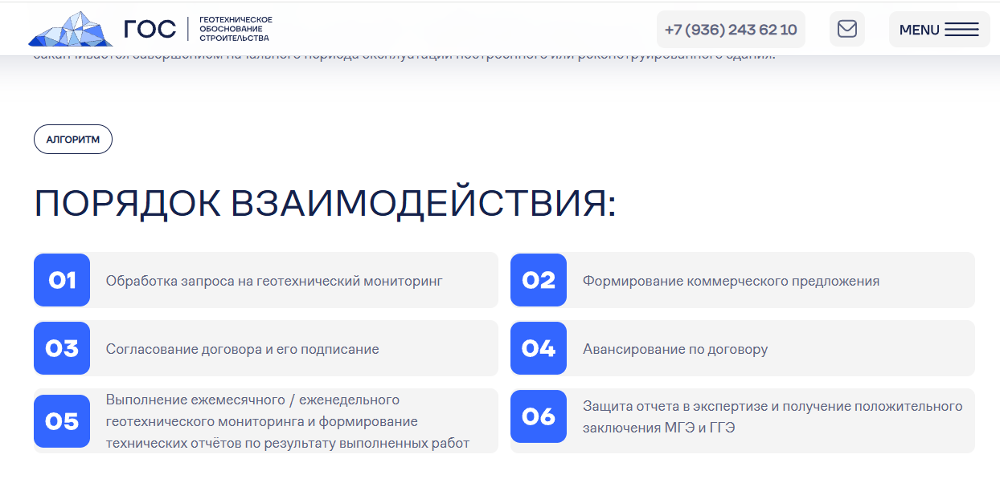 ГОС
ГЕОТЕХНИЧЕСКОЕ
ОБОСНОВАНИЕ
СТРОИТЕЛЬСТВА
+7 (936) 243 62 10
MENU
заканчивается завершением начального периода эксплуатации построенного или реконструированного здания.
АЛГОРИТМ
ПОРЯДОК ВЗАИМОДЕЙСТВИЯ:
01
Обработка запроса на геотехнический мониторинг
02
Формирование коммерческого предложения
03
Согласование договора и его подписание
04
Авансирование по договору
05
Выполнение ежемесячного / еженедельного
геотехнического мониторинга и формирование
технических отчётов по результату выполненных работ
06
Защита отчета в экспертизе и получение положительного
заключения МГЭ и ГГЭ